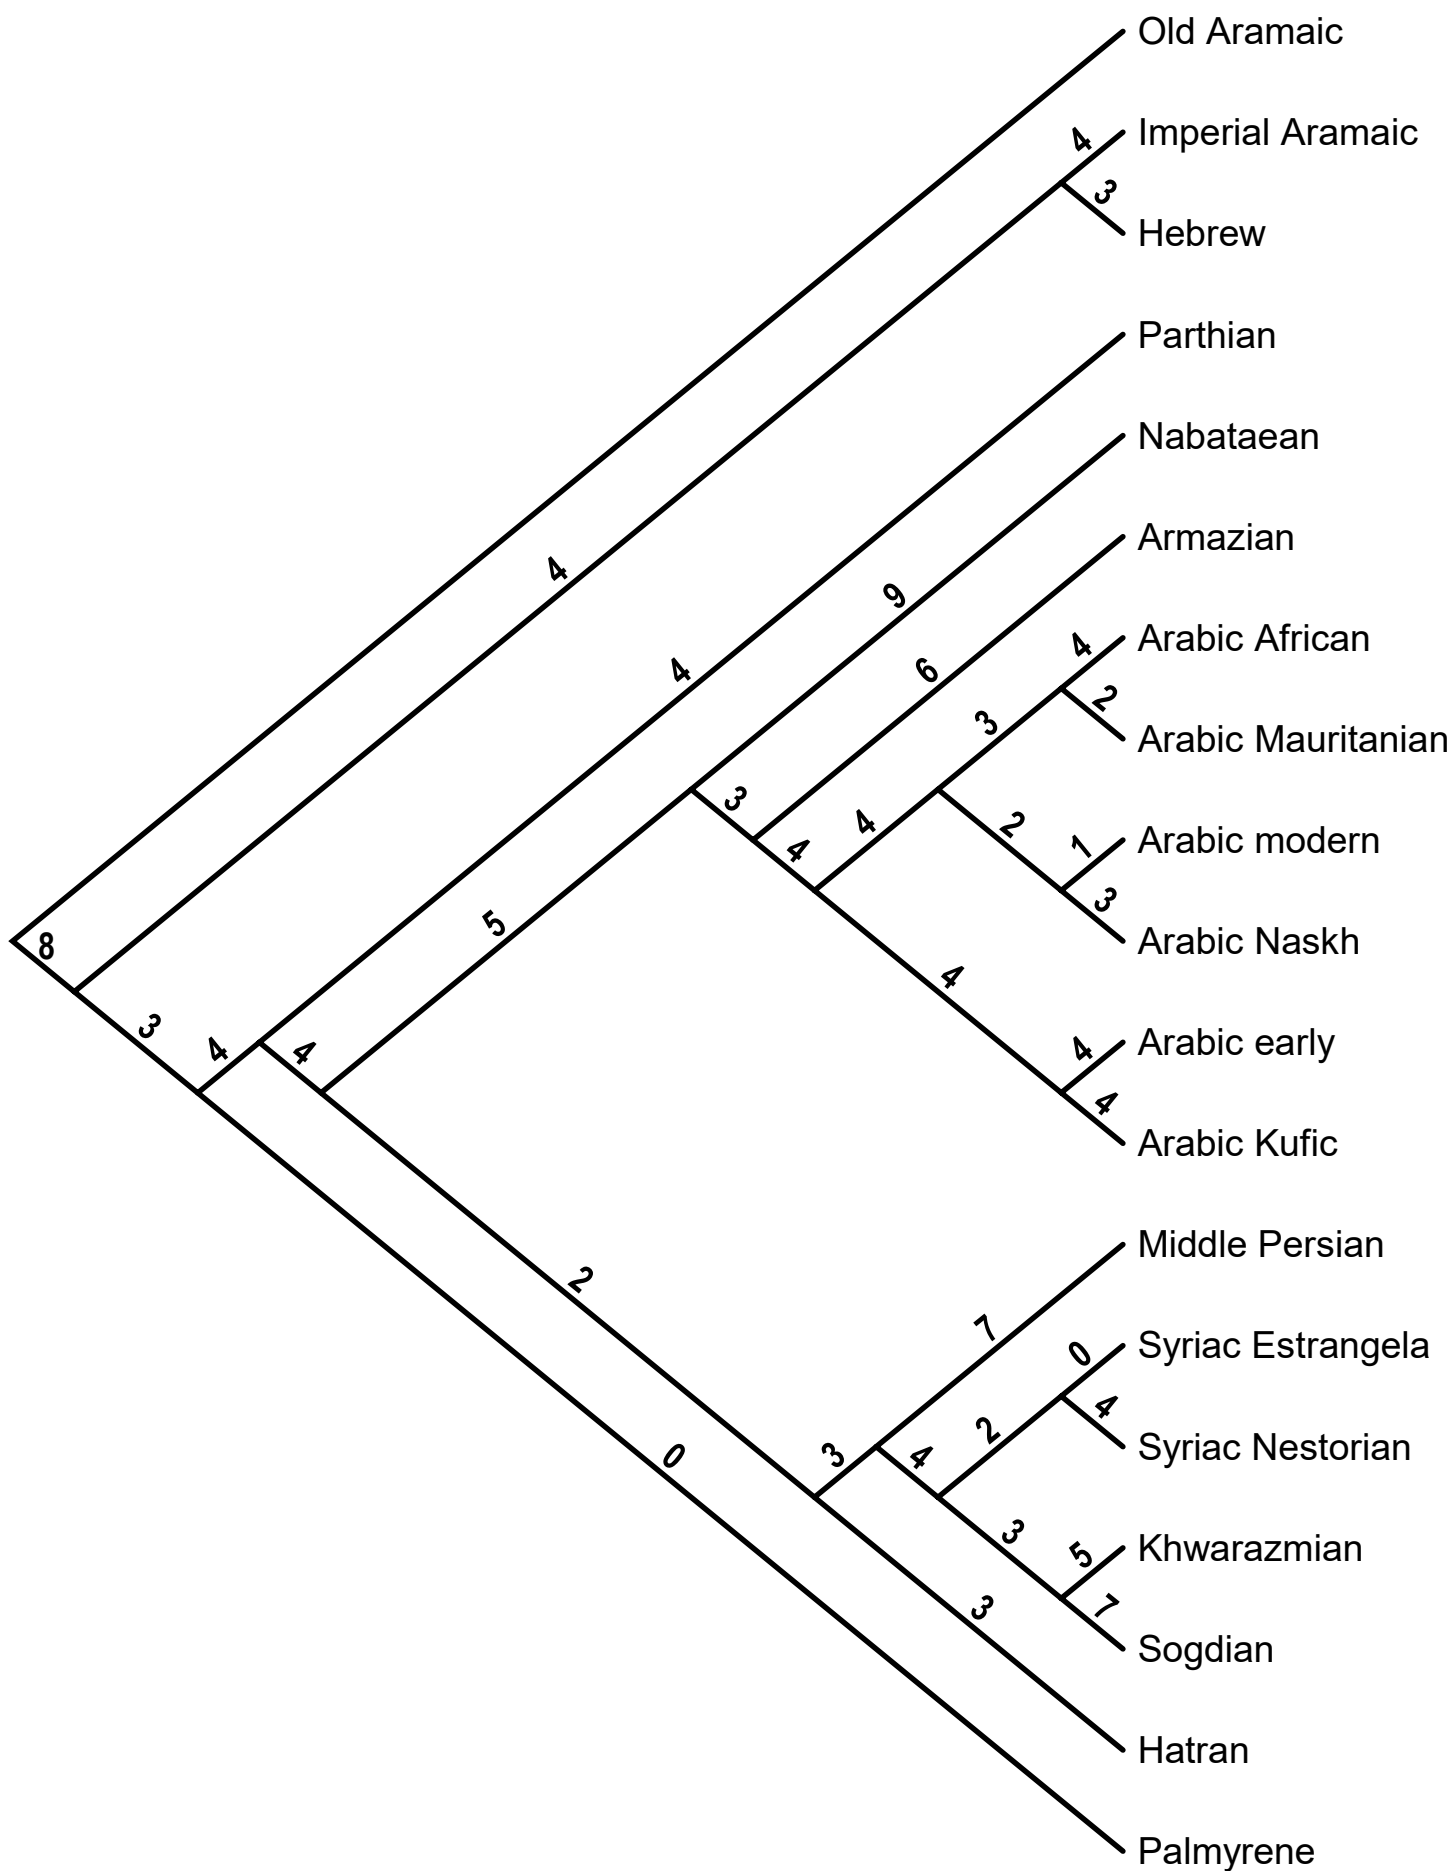 Old Aramaic
4
Imperial Aramaic
3
Hebrew
Parthian
Nabataean
Armazian
4
9
4
Arabic African
4
6
2
3
Arabic Mauritanian
3
4
2
1
Arabic modern
4
3
5
8
Arabic Naskh
4
3
4
4
4
Arabic early
4
Arabic Kufic
Middle Persian
2
7
0
Syriac Estrangela
4
2
Syriac Nestorian
0
3
4
3
5
Khwarazmian
7
3
Sogdian
Hatran
Palmyrene